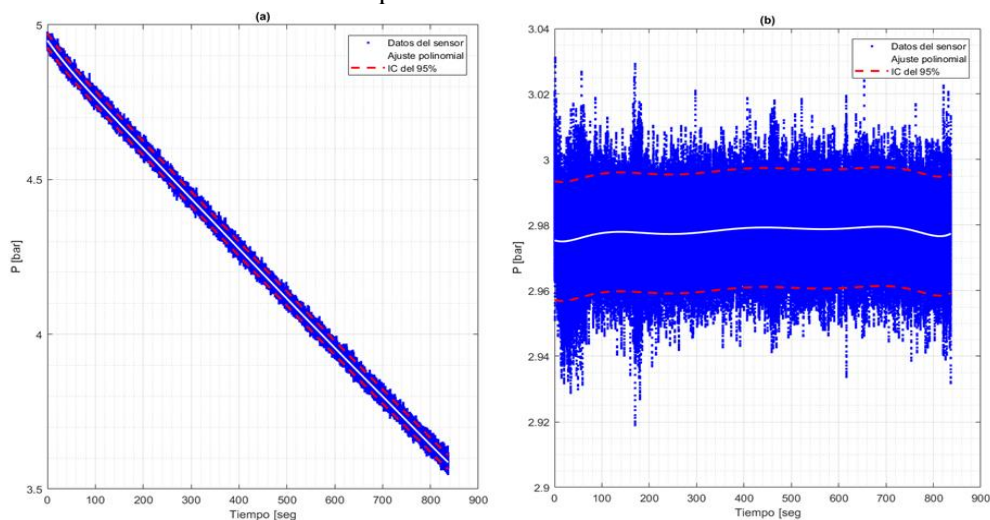 (a)
Datos del sensor
Ajuste polinomial
IC del 95%
5
4.5
4
3.5
P [bar]
0 100 200 300 400 500 600 700 800 900
Tiempo [seg
(b)
Datos del sensor
Ajuste polinomial
IC del 95%
3.04
3.02
3
2.98
2.96
2.94
2.92
2.9
P [bar]
0 100 200 300 400 500 600 700 800 900
Tiempo [seg